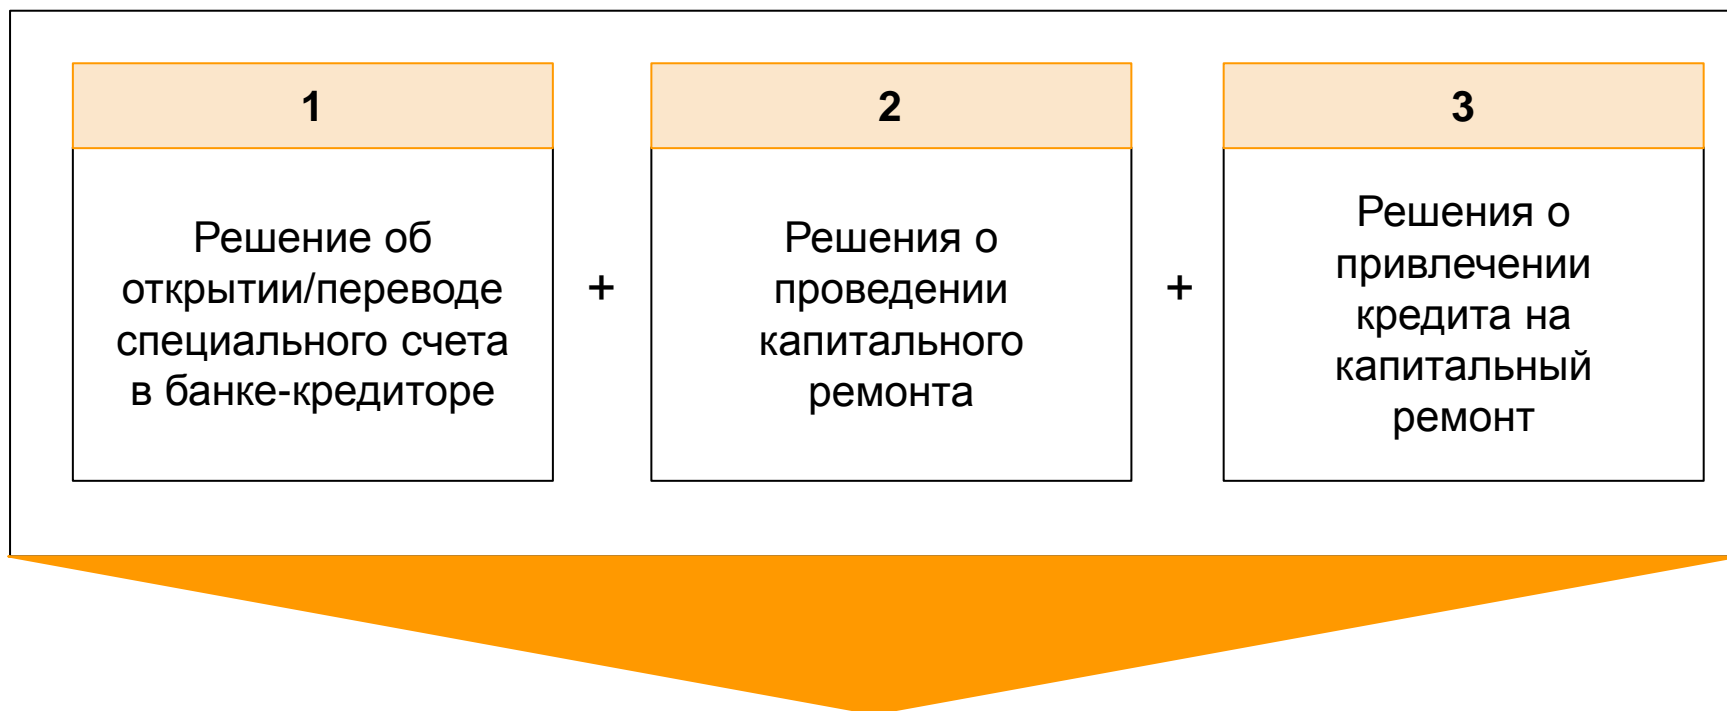 1
Решение об
открытии/переводе
специального счета
в банке-кредиторе
+
2
Решения о
проведении
капитального
ремонта
+
3
Решения о
привлечении
кредита на
капитальный
ремонт